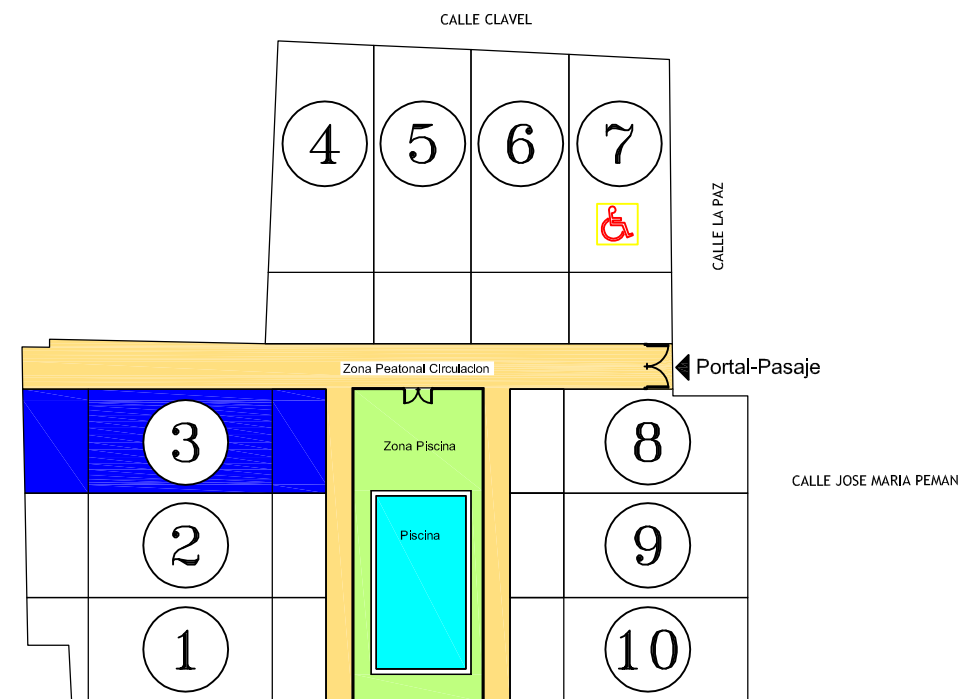 CALLE CLAVEL
4 5 6 7
CALLE LA PAZ
Zona Peatonal CIrculacion
Portal-Pasaje
3
Zona Piscina
8
CALLE JOSE MARIA PEMAN
2
Piscina
9
1
10